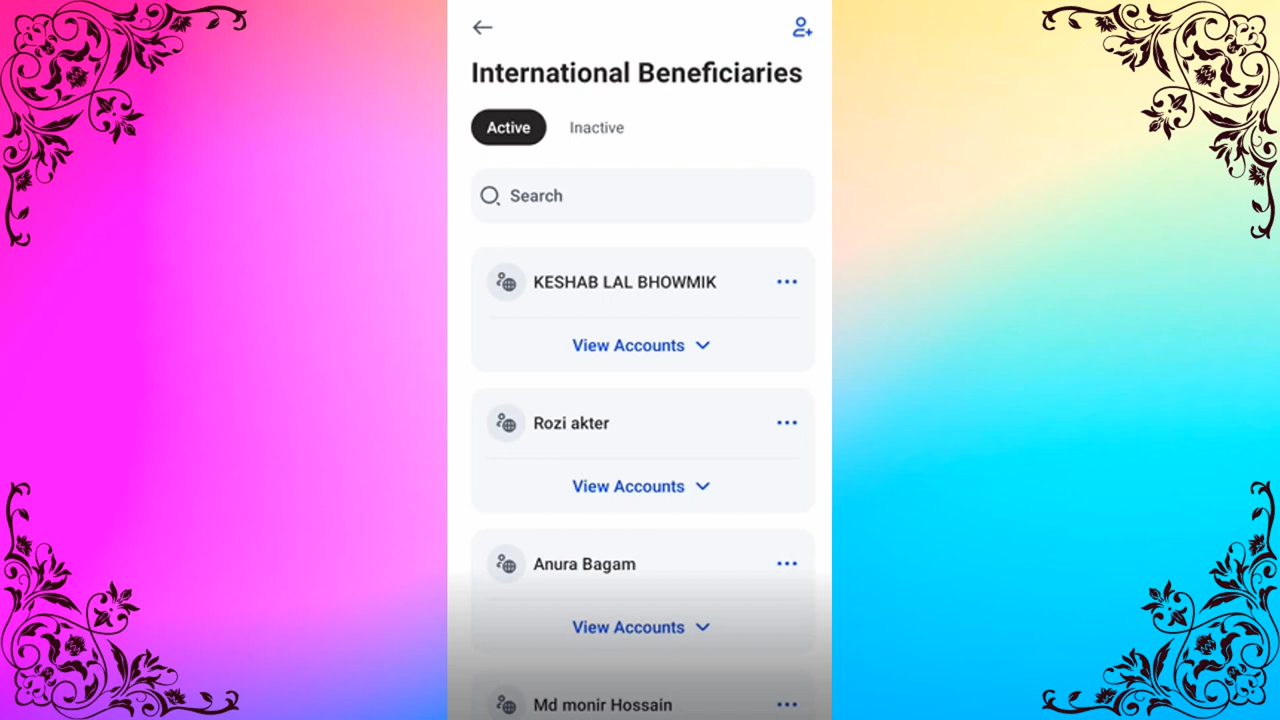 International Beneficiaries
Active
Inactive
Search
KESHAB LAL BHOWMIK
View Accounts
Rozi akter
View Accounts
Anura Bagam
View Accounts
Md monir Hossain